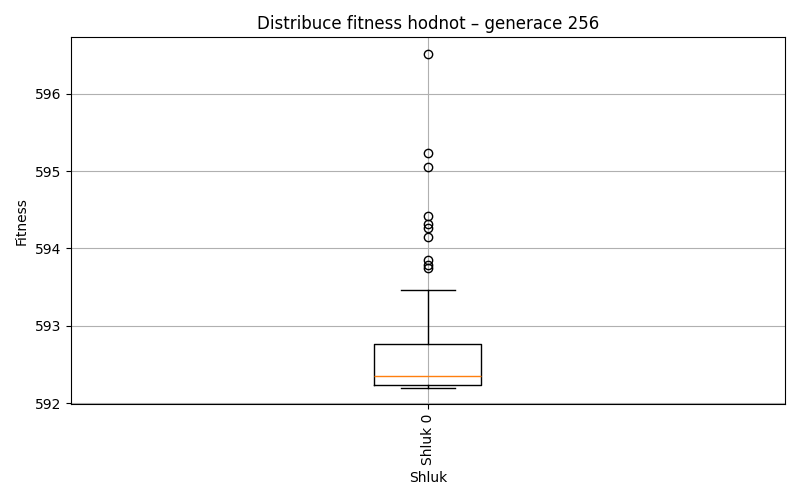 Distribuce fitness hodnot – generace 256
596
595
594
593
592
Fitness
Shluk 0
Shluk